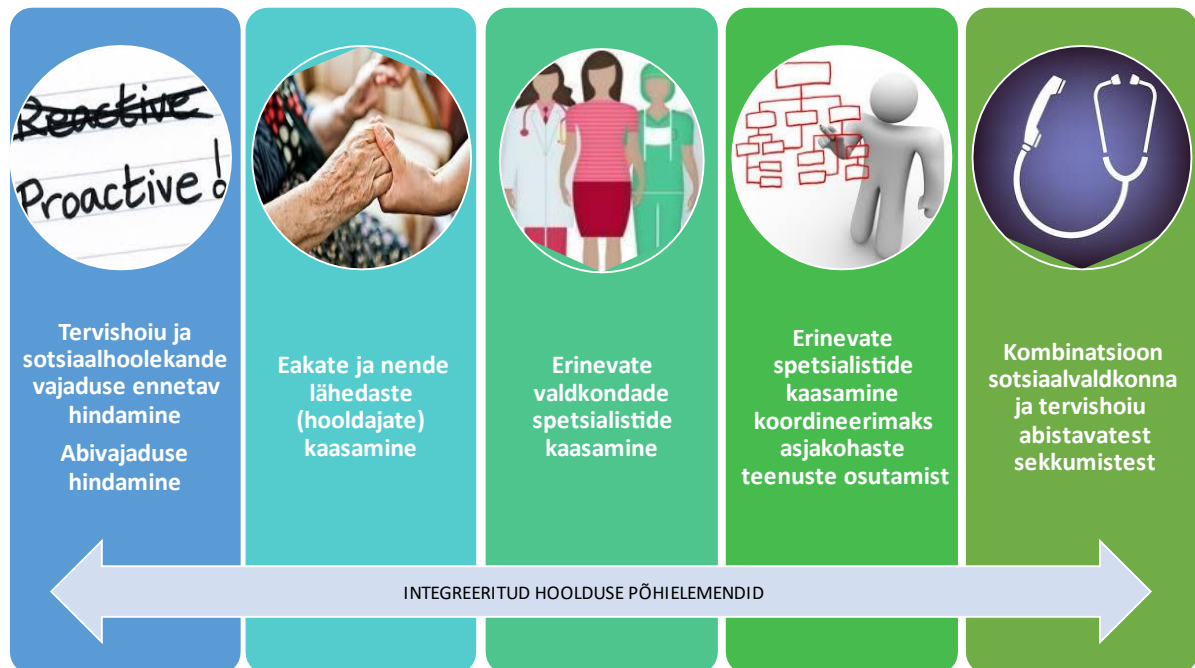 Reactive
Proactive!
Tervishoiu ja
sotsiaalhoolekande
vajaduse ennetav
hindamine
Abivajaduse
hindamine
Eakate ja nende
lähedaste
(hooldajate)
kaasamine
Erinevate
valdkondade
spetsialistide
kaasamine
Erinevate
spetsialistide
kaasamine
koordineerimaks
asjakohaste
teenuste osutamist
Kombinatsioon
sotsiaalvaldkonna
ja tervishoiu
abistavatest
sekkumistest
INTEGREERITUD HOOLDUSE PÕHIELEMENDID